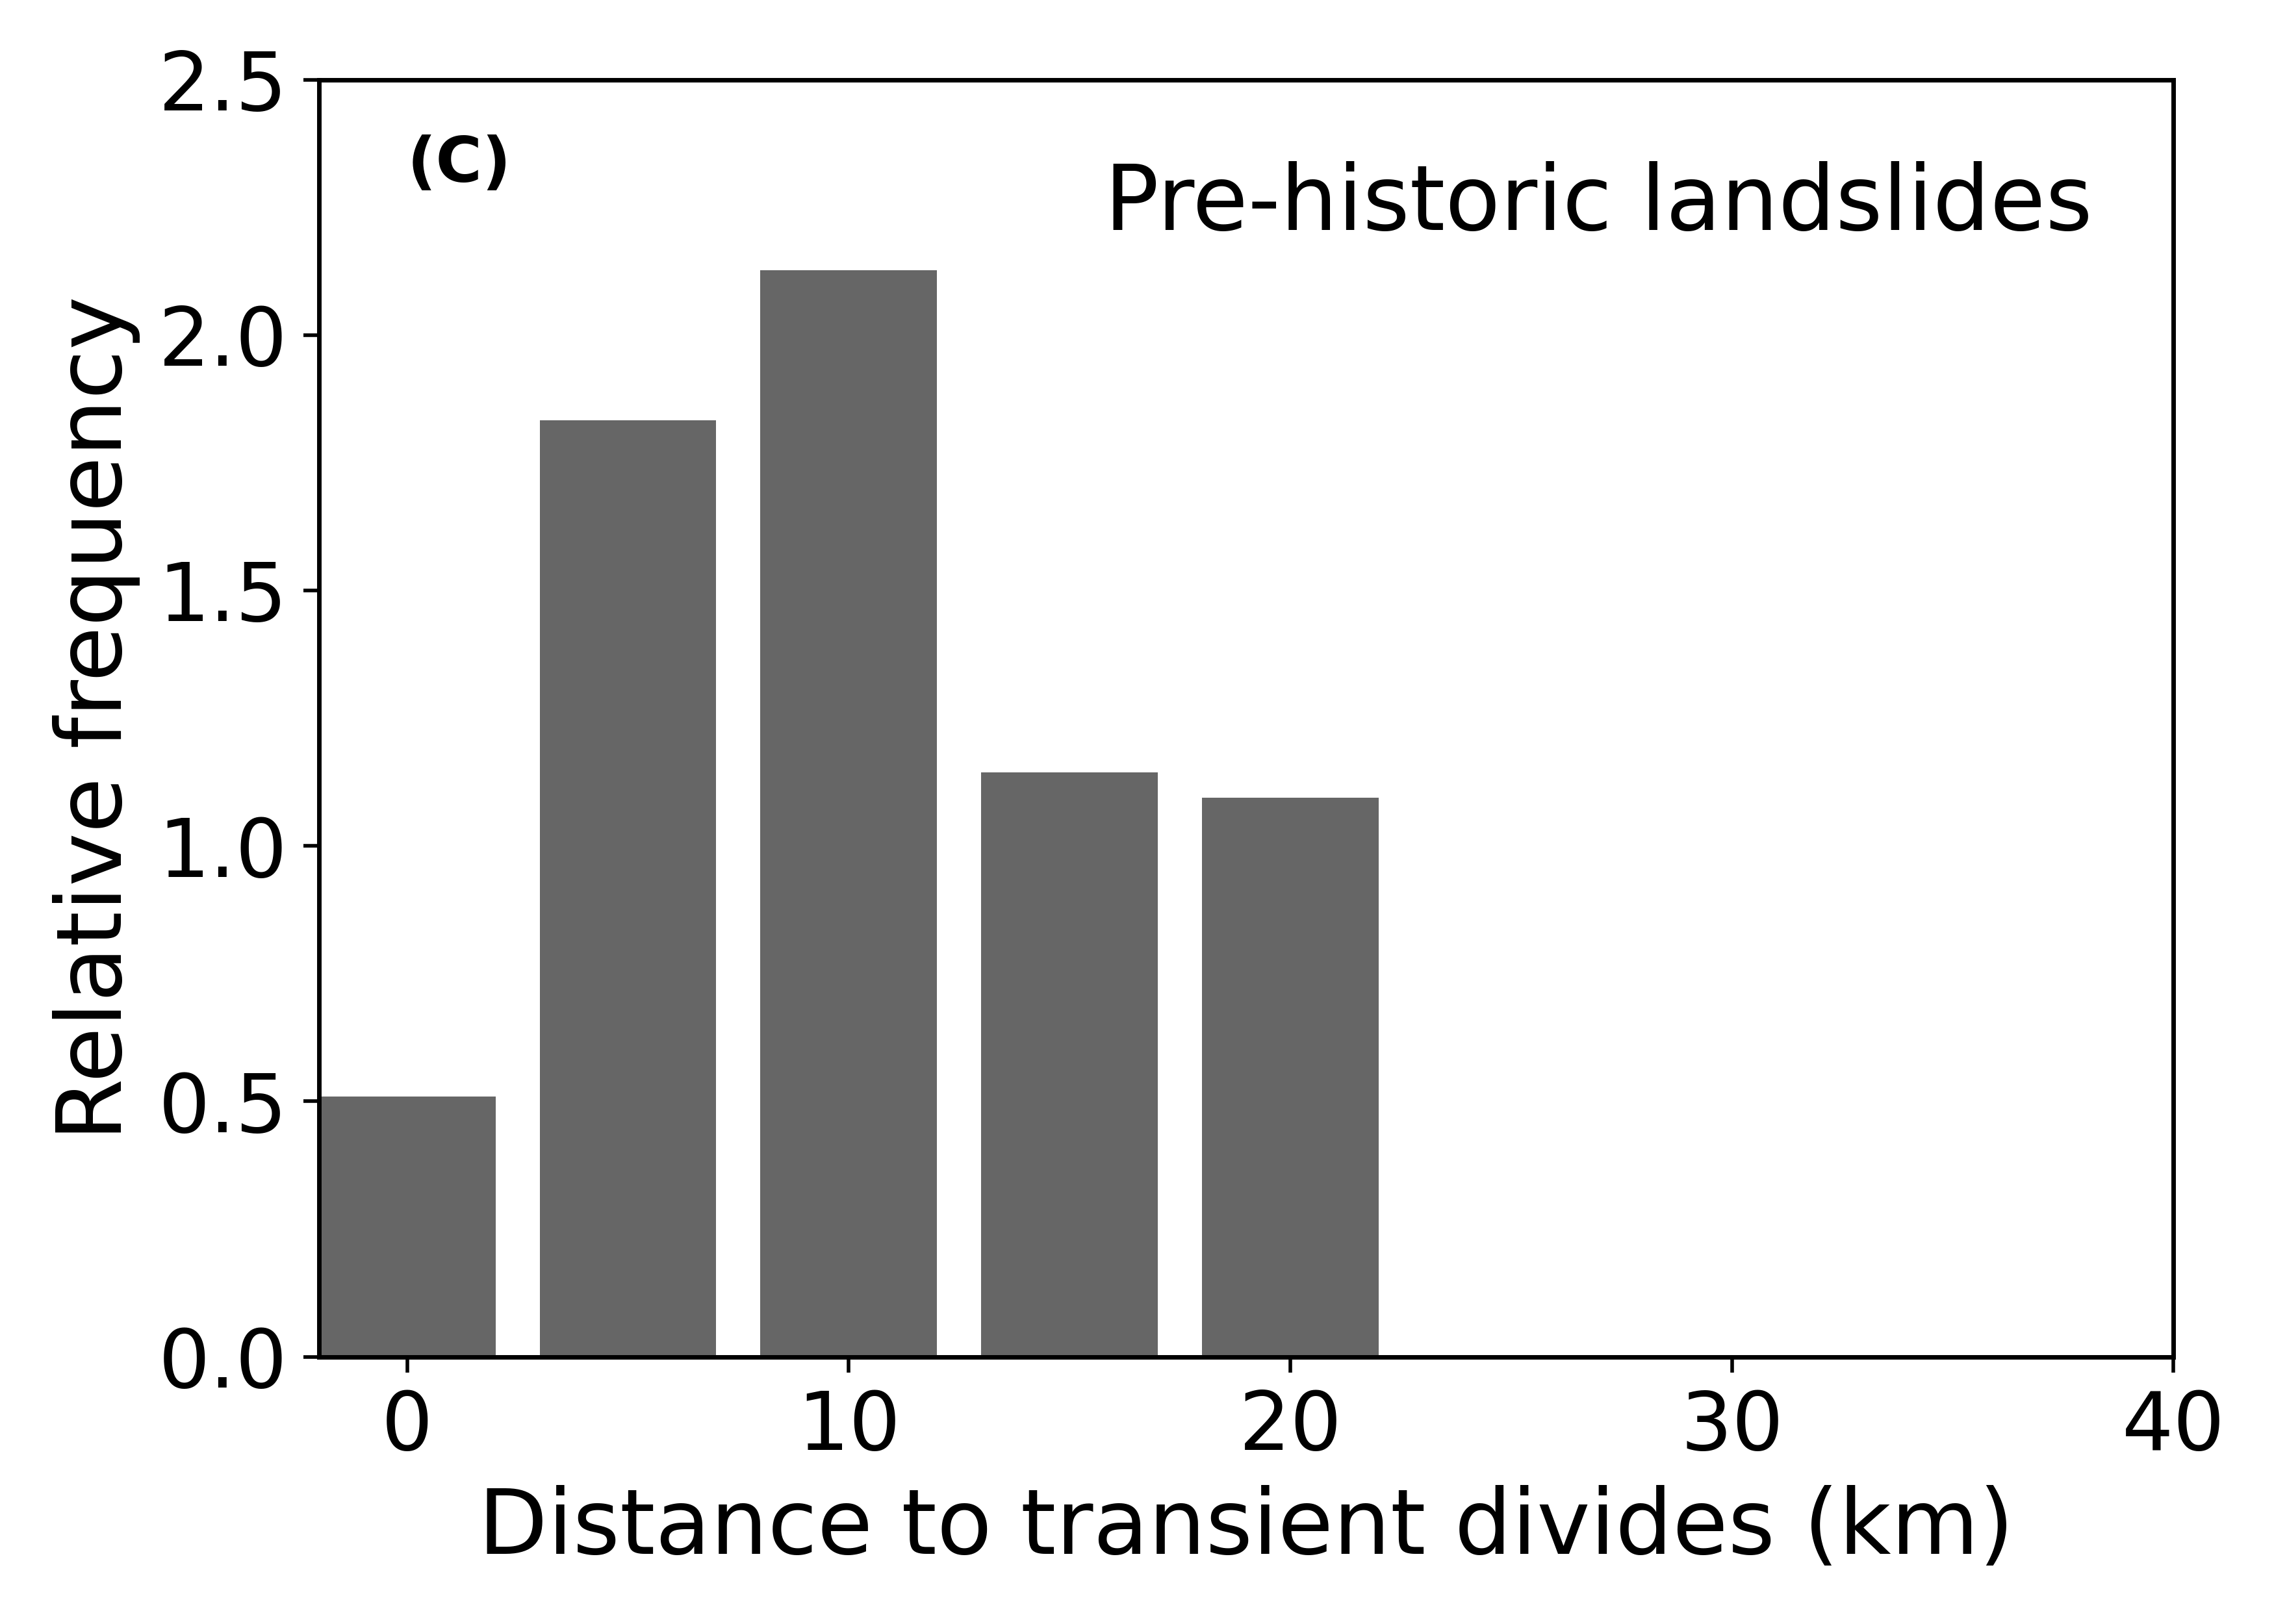 (C)
Pre-historic landslides
Relative frequency
2.5
2.0
1.5
1.0
0.5
0.0
0 10 20 30 40
Distance to transient divides (km)